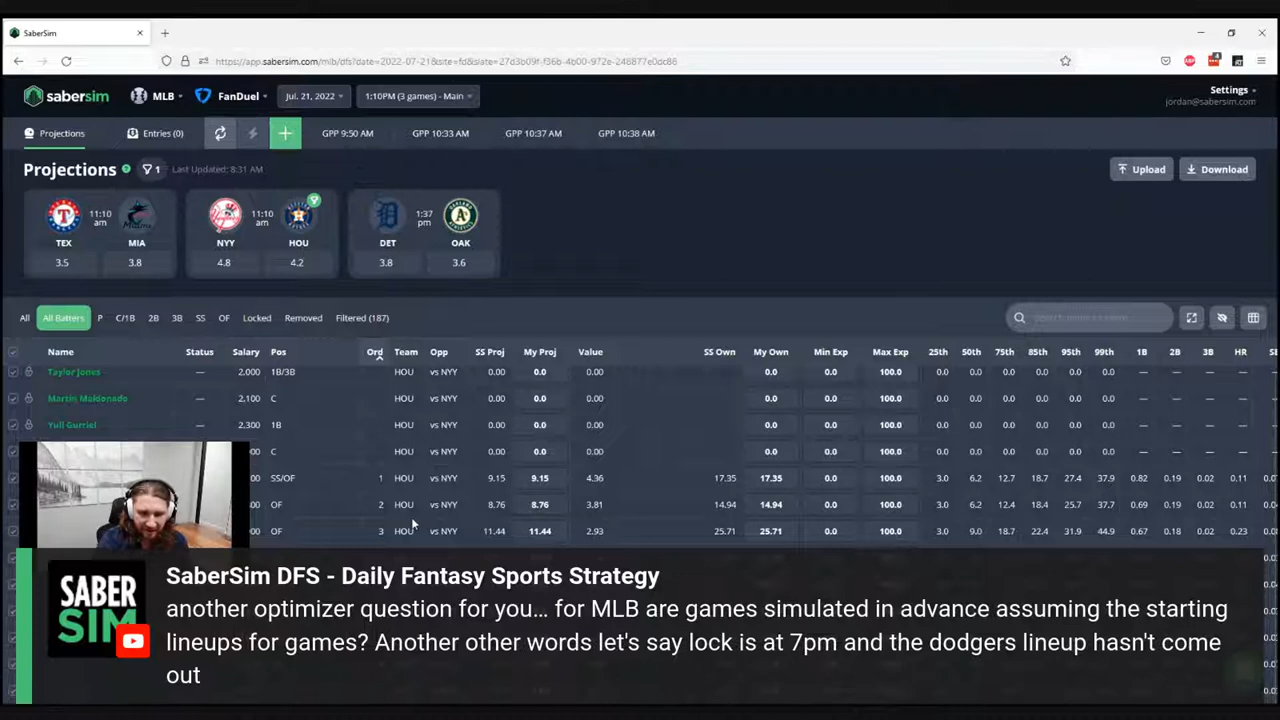 SaberSim
https://app.sabersim.com/mlb/dfs?date=2022-07-21&site=fd&slate=27d3b09f-f36b-4b00-972e-246877e0dc86
sabersim MLB FanDuel Jul. 21, 2022 1:10PM (3 games) - Main Settings
jordan@sabersim.com
Projections Entries (0) GPP 9:50 AM GPP 10:33 AM GPP 10:37 AM GPP 10:38 AM
Projections 1 Last Updated: 8:31 AM Upload Download
11:10 am 11:10 am 1:37 pm
TEX MIA NYY HOU DET OAK
3.5 3.8 4.8 4.2 3.8 3.6
All All Batters P C/1B 2B 3B SS OF Locked Removed Filtered (187)
Name Status Salary Pos Ord Team Opp SS Proj My Proj Value SS Own My Own Min Exp Max Exp 25th 50th 75th 85th 95th 99th 1B 2B 3B HR
Taylor Jones — 2,000 1B/3B HOU vs NYY 0.00 0.0 0.00 0.0 0.0 100.0 0.0 0.0 0.0 0.0 0.0 0.0 — — — —
Martin Maldonado — 2,100 C HOU vs NYY 0.00 0.0 0.00 0.0 0.0 100.0 0.0 0.0 0.0 0.0 0.0 0.0 — — — —
Yuli Gurriel — 2,300 1B HOU vs NYY 0.00 0.0 0.00 0.0 0.0 100.0 0.0 0.0 0.0 0.0 0.0 0.0 — — — —
C HOU vs NYY 0.00 0.0 0.00 0.0 0.0 100.0 0.0 0.0 0.0 0.0 0.0 0.0 — — — —
SS/OF 1 HOU vs NYY 9.15 9.15 4.36 17.35 17.35 0.0 100.0 3.0 6.2 12.7 18.7 27.4 37.9 0.82 0.19 0.02 0.11
OF 2 HOU vs NYY 8.76 8.76 3.81 14.94 14.94 0.0 100.0 3.0 6.2 12.4 18.7 27.9 37.9 0.69 0.19 0.02 0.11
OF 3 HOU vs NYY 11.44 11.44 2.93 25.71 25.71 0.0 100.0 3.0 9.0 18.7 22.4 31.9 44.9 0.67 0.18 0.02 0.23
SABER
SIM
SaberSim DFS - Daily Fantasy Sports Strategy
another optimizer question for you... for MLB are games simulated in advance assuming the starting
lineups for games? Another other words let's say lock is at 7pm and the dodgers lineup hasn't come
out